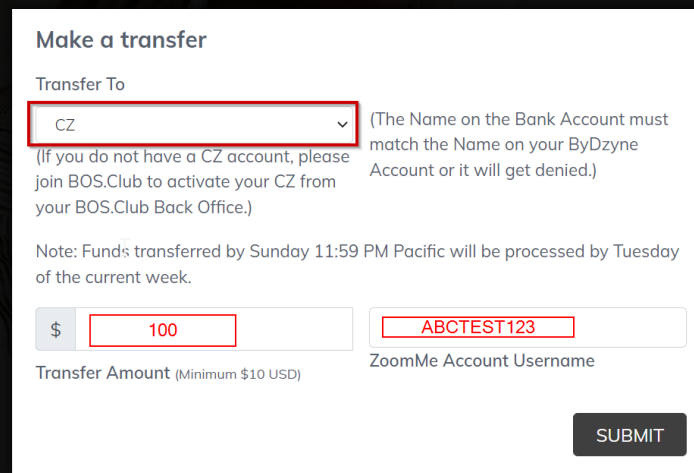 Make a transfer
Transfer To
CZ
(The Name on the Bank Account must
match the Name on your ByDzyne
Account or it will get denied.)
(If you do not have a CZ account, please
join BOS.Club to activate your CZ from
your BOS.Club Back Office.)
Note: Funds transferred by Sunday 11:59 PM Pacific will be processed by Tuesday
of the current week.
$ 100
ABCTEST123
Transfer Amount (Minimum $10 USD)
ZoomMe Account Username
SUBMIT